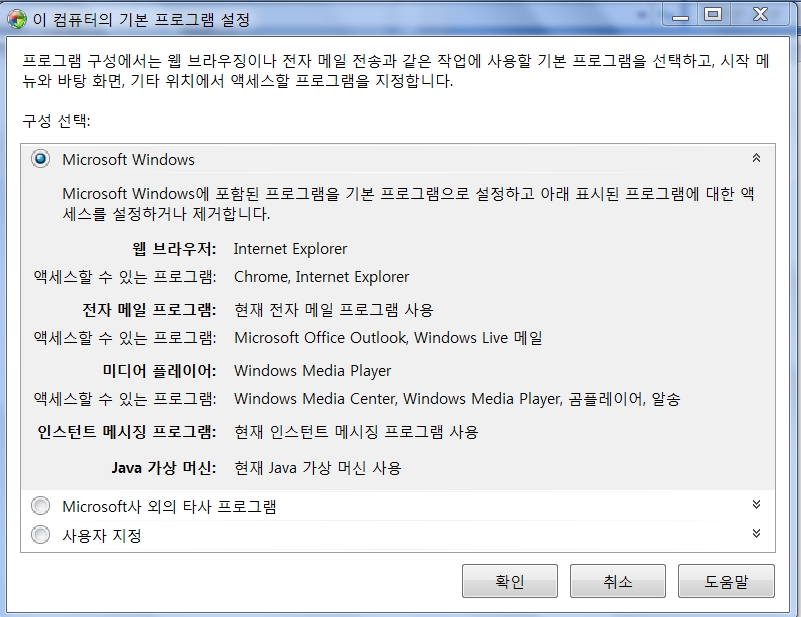 이 컴퓨터의 기본 프로그램 설정
프로그램 구성에서는 웹 브라우징이나 전자 메일 전송과 같은 작업에 사용할 기본 프로그램을 선택하고, 시작 메
뉴와 바탕 화면, 기타 위치에서 액세스할 프로그램을 지정합니다.
구성 선택:
Microsoft Windows
Microsoft Windows에 포함된 프로그램을 기본 프로그램으로 설정하고 아래 표시된 프로그램에 대한 액
세스를 설정하거나 제거합니다.
웹 브라우저: Internet Explorer
액세스할 수 있는 프로그램: Chrome, Internet Explorer
전자 메일 프로그램: 현재 전자 메일 프로그램 사용
액세스할 수 있는 프로그램: Microsoft Office Outlook, Windows Live 메일
미디어 플레이어: Windows Media Player
액세스할 수 있는 프로그램: Windows Media Center, Windows Media Player, 곰플레이어, 알송
인스턴트 메시징 프로그램: 현재 인스턴트 메시징 프로그램 사용
Java 가상 머신: 현재 Java 가상 머신 사용
Microsoft사 외의 타사 프로그램
사용자 지정
확인 취소 도움말